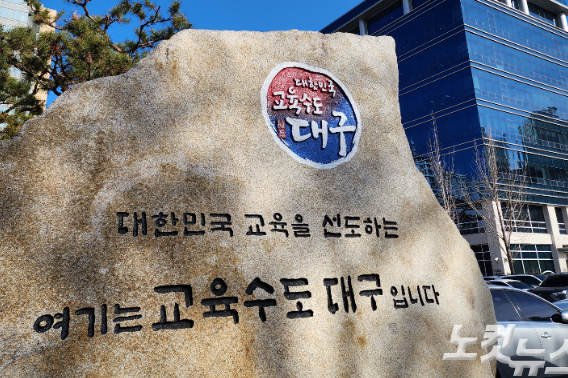 대한민국
교육수도
대구
대한민국 교육을 선도하는
여기는 교육수도 대구 입니다
노컷뉴스